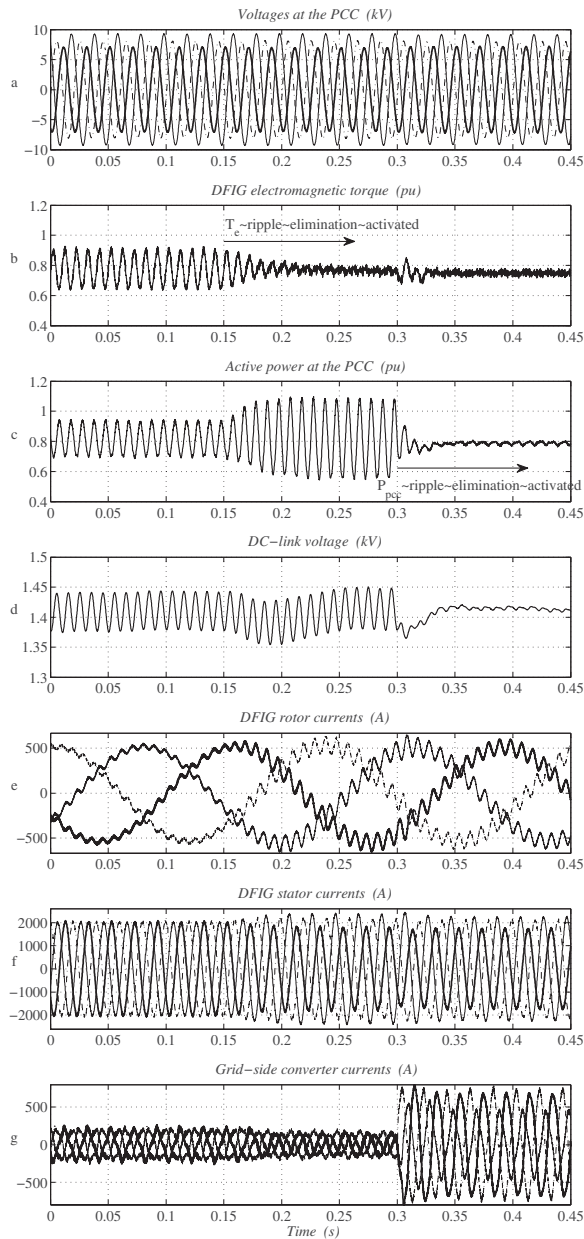 Voltages at the PCC (kV)
10
5
0
−5
−10
a
0 0.05 0.1 0.15 0.2 0.25 0.3 0.35 0.4 0.45
DFIG electromagnetic torque (pu)
1.2
1
0.8
0.6
0.4
b
T_e~ripple~elimination~activated
0 0.05 0.1 0.15 0.2 0.25 0.3 0.35 0.4 0.45
Active power at the PCC (pu)
1.2
1
0.8
0.6
0.4
c
P_pcc~ripple~elimination~activated
0 0.05 0.1 0.15 0.2 0.25 0.3 0.35 0.4 0.45
DC−link voltage (kV)
1.5
1.45
1.4
1.35
1.3
d
0 0.05 0.1 0.15 0.2 0.25 0.3 0.35 0.4 0.45
DFIG rotor currents (A)
500
0
−500
e
0 0.05 0.1 0.15 0.2 0.25 0.3 0.35 0.4 0.45
DFIG stator currents (A)
2000
1000
0
−1000
−2000
f
0 0.05 0.1 0.15 0.2 0.25 0.3 0.35 0.4 0.45
Grid−side converter currents (A)
500
0
−500
g
0 0.05 0.1 0.15 0.2 0.25 0.3 0.35 0.4 0.45
Time (s)